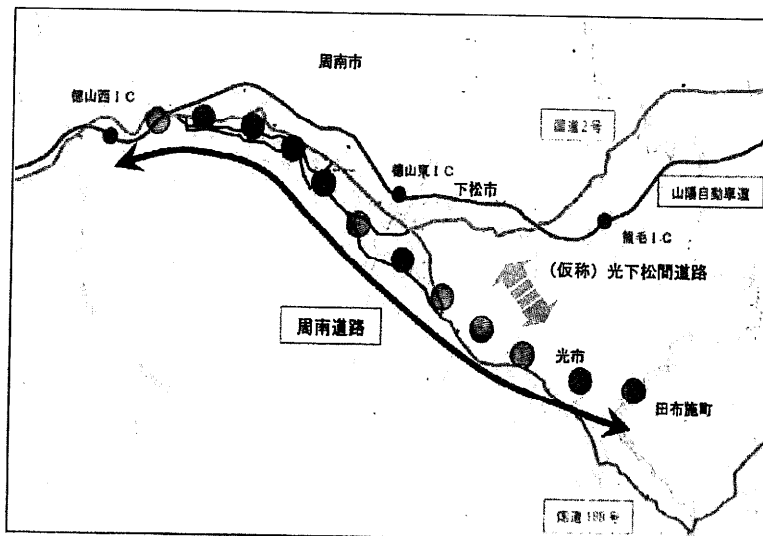 周南市
徳山西IC
国道2号
徳山東IC
下松市
山陽自動車道
熊毛IC
(仮称)光下松間道路
周南道路
光市
田布施町
国道188号